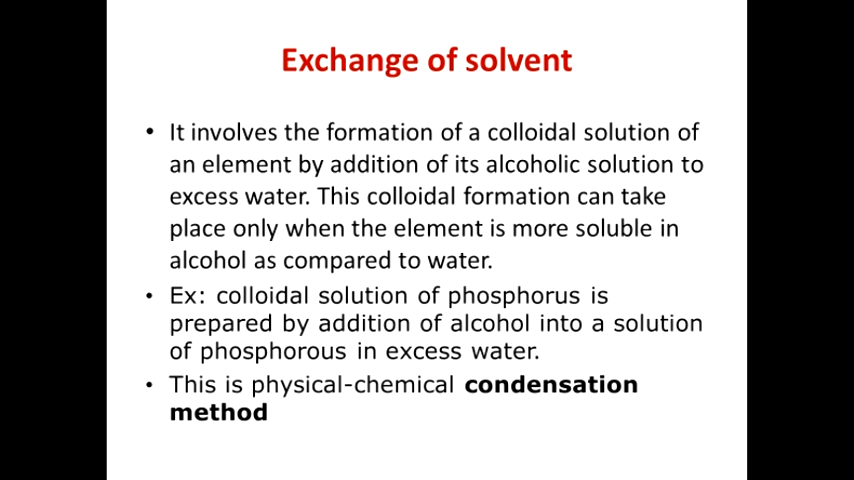 Exchange of solvent
• It involves the formation of a colloidal solution of
an element by addition of its alcoholic solution to
excess water. This colloidal formation can take
place only when the element is more soluble in
alcohol as compared to water.
• Ex: colloidal solution of phosphorus is
prepared by addition of alcohol into a solution
of phosphorous in excess water.
• This is physical-chemical condensation
method